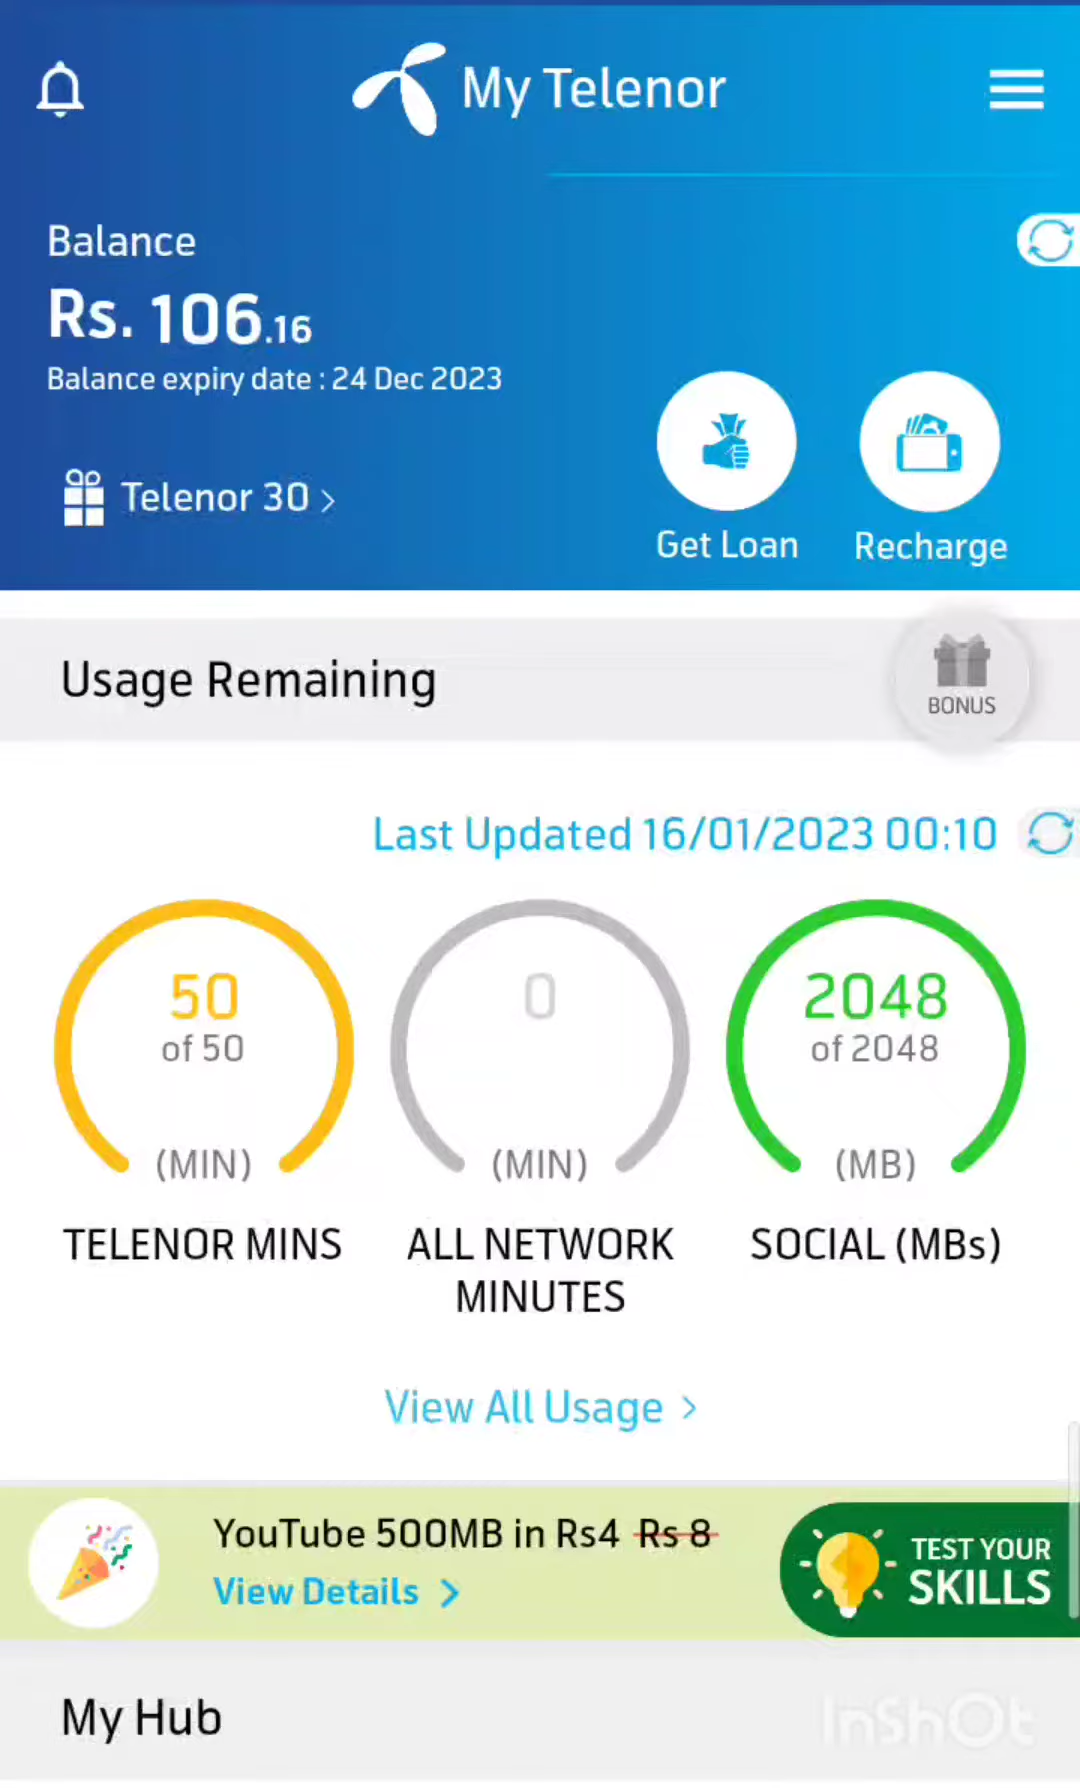 My Telenor
Balance
Rs. 106.16
Balance expiry date : 24 Dec 2023
Telenor 30 >
Get Loan
Recharge
Usage Remaining
BONUS
Last Updated 16/01/2023 00:10
50
of 50
(MIN)
TELENOR MINS
0
(MIN)
ALL NETWORK
MINUTES
2048
of 2048
(MB)
SOCIAL (MBs)
View All Usage >
YouTube 500MB in Rs4 Rs 8
View Details >
TEST YOUR
SKILLS
My Hub
InShOt